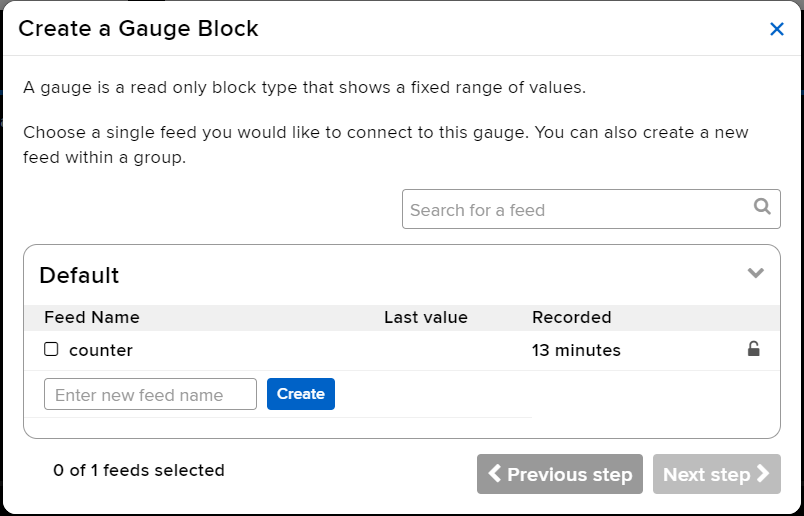 Create a Gauge Block
A gauge is a read only block type that shows a fixed range of values.
Choose a single feed you would like to connect to this gauge. You can also create a new
feed within a group.
Search for a feed
Default
Feed Name Last value Recorded
counter 13 minutes
Enter new feed name Create
0 of 1 feeds selected Previous step Next step